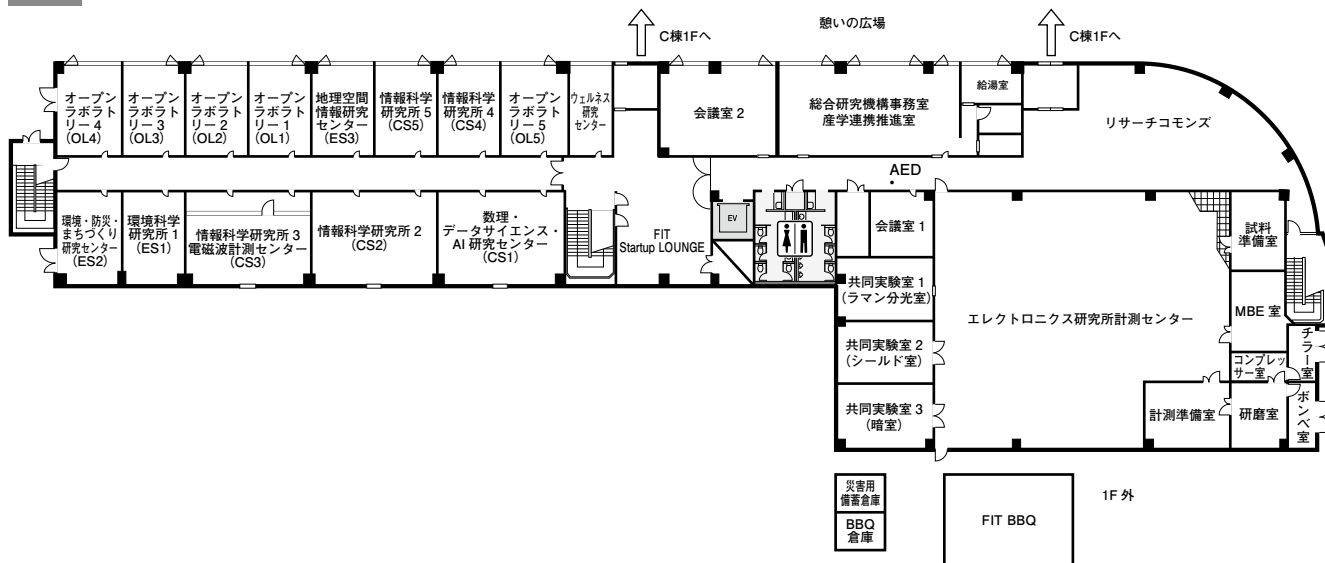 憩いの広場
C棟1Fへ
C棟1Fへ
オープン
ラボラ
トリー 4
(OL4)
オープン
ラボラト
リー 3
(OL3)
オープン
ラボラト
リー 2
(OL2)
オープン
ラボラト
リー 1
(OL1)
地理空間
情報研究
センター
(ES3)
情報科学
研究所 5
(CS5)
情報科学
研究所 4
(CS4)
オープン
ラボラト
リー 5
(OL5)
ウェルネス
研究
センター
会議室 2
総合研究機構事務室
産学連携推進室
給湯室
リサーチコモンズ
AED
環境・防災・
まちづくり
研究センター
(ES2)
環境科学
研究所 1
(ES1)
情報科学研究所 3
電磁波計測センター
(CS3)
情報科学研究所 2
(CS2)
数理・
データサイエンス・
AI 研究センター
(CS1)
FIT
Startup LOUNGE
EV
会議室 1
共同実験室 1
(ラマン分光室)
共同実験室 2
(シールド室)
共同実験室 3
(暗室)
エレクトロニクス研究所計測センター
試料
準備室
MBE 室
コンプレッ
サー室
チラー室
計測準備室
研磨室
ボンベ室
災害用
備蓄倉庫
BBQ
倉庫
FIT BBQ
1F 外